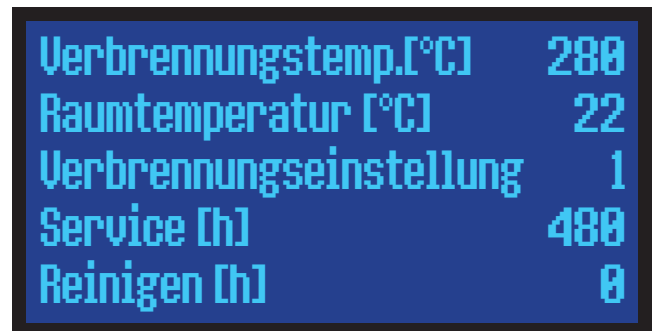 Verbrennungstemp.[°C] 280
Raumtemperatur [°C] 22
Verbrennungseinstellung 1
Service [h] 480
Reinigen [h] 0